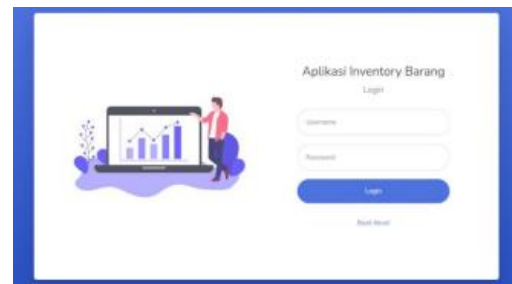 Aplikasi Inventory Barang
Login
Username
Password
Login